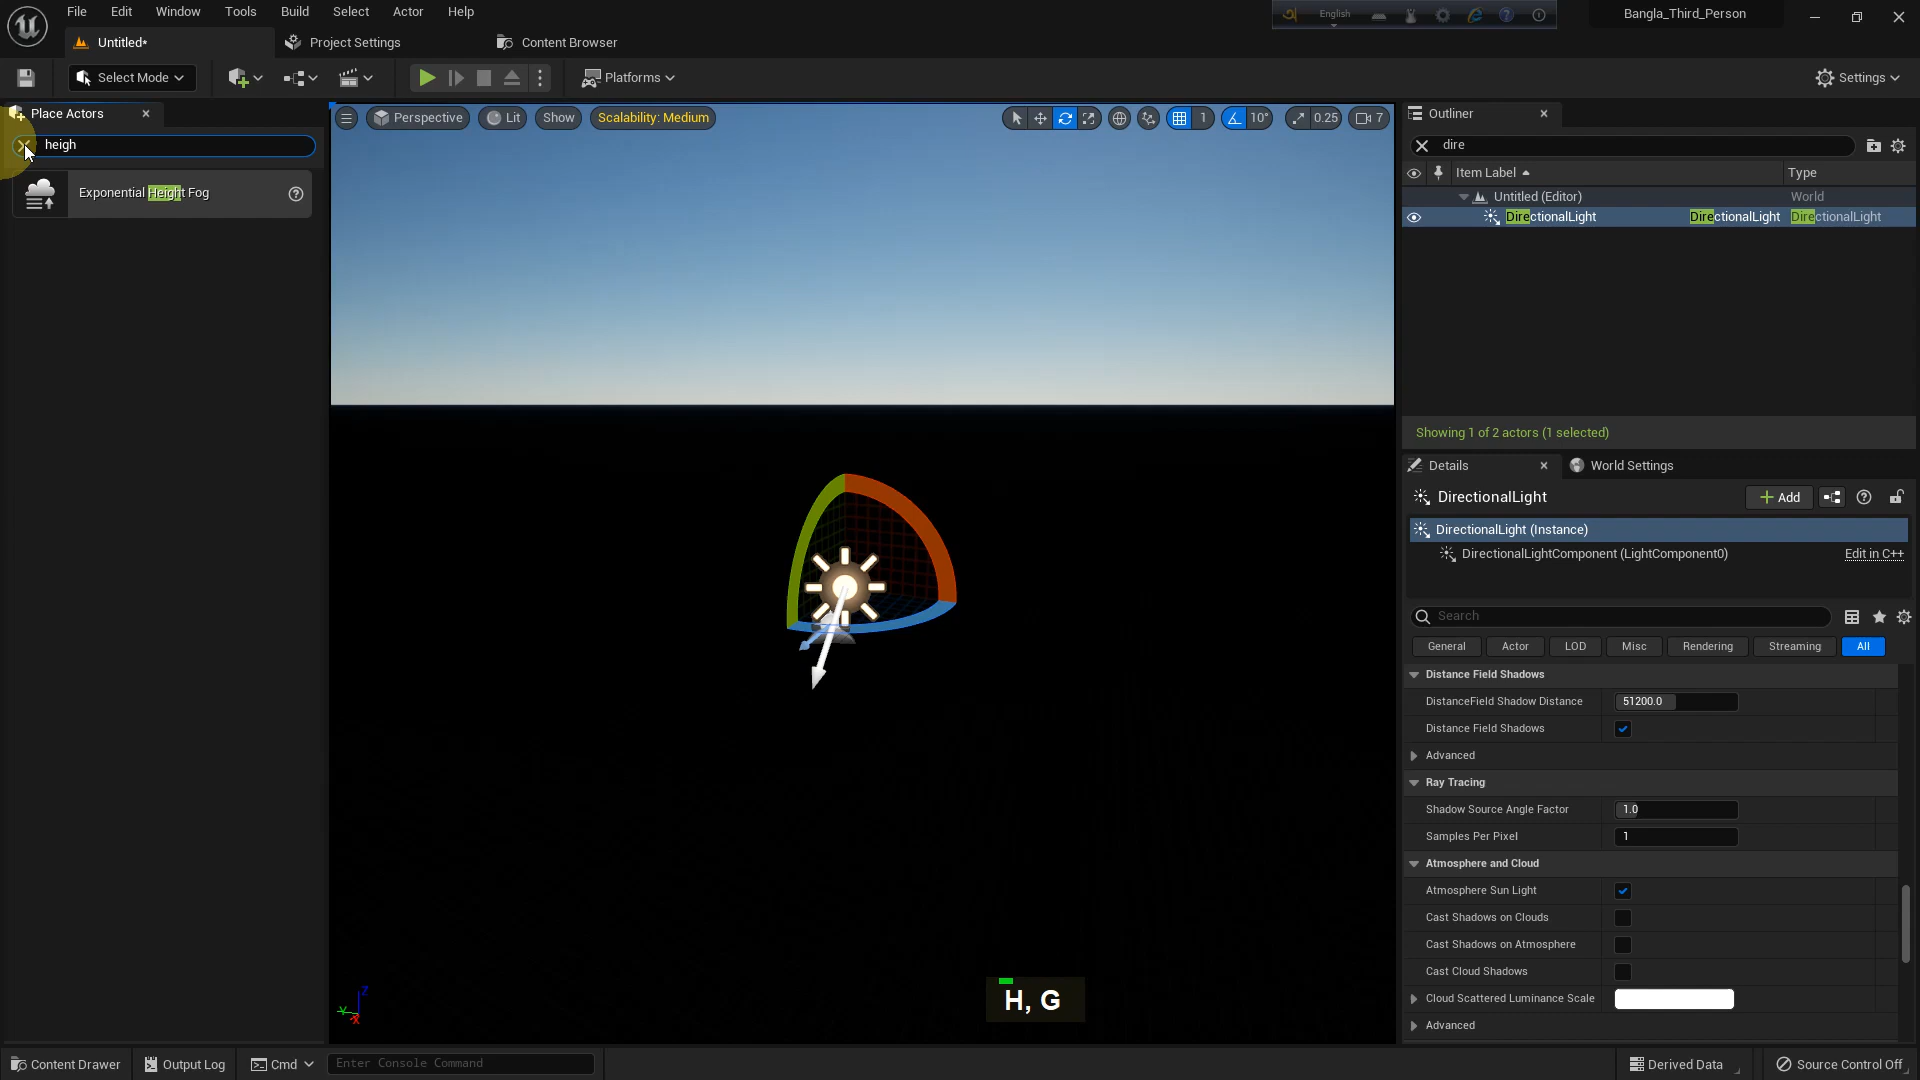 File Edit Window Tools Build Select Actor Help
English
Bangla_Third_Person
Untitled*
Project Settings
Content Browser
Select Mode
Platforms
Settings
Place Actors
heigh
Exponential Height Fog
Perspective
Lit
Show
Scalability: Medium
1
10°
0.25
7
H, G
Outliner
dire
Item Label
Type
Untitled (Editor)
World
DirectionalLight
DirectionalLight
DirectionalLight
Showing 1 of 2 actors (1 selected)
Details
World Settings
DirectionalLight
Add
DirectionalLight (Instance)
DirectionalLightComponent (LightComponent0)
Edit in C++
Search
General
Actor
LOD
Misc
Rendering
Streaming
All
Distance Field Shadows
DistanceField Shadow Distance
51200.0
Distance Field Shadows
Advanced
Ray Tracing
Shadow Source Angle Factor
1.0
Samples Per Pixel
1
Atmosphere and Cloud
Atmosphere Sun Light
Cast Shadows on Clouds
Cast Shadows on Atmosphere
Cast Cloud Shadows
Cloud Scattered Luminance Scale
Advanced
Content Drawer
Output Log
Cmd
Enter Console Command
Derived Data
Source Control Off